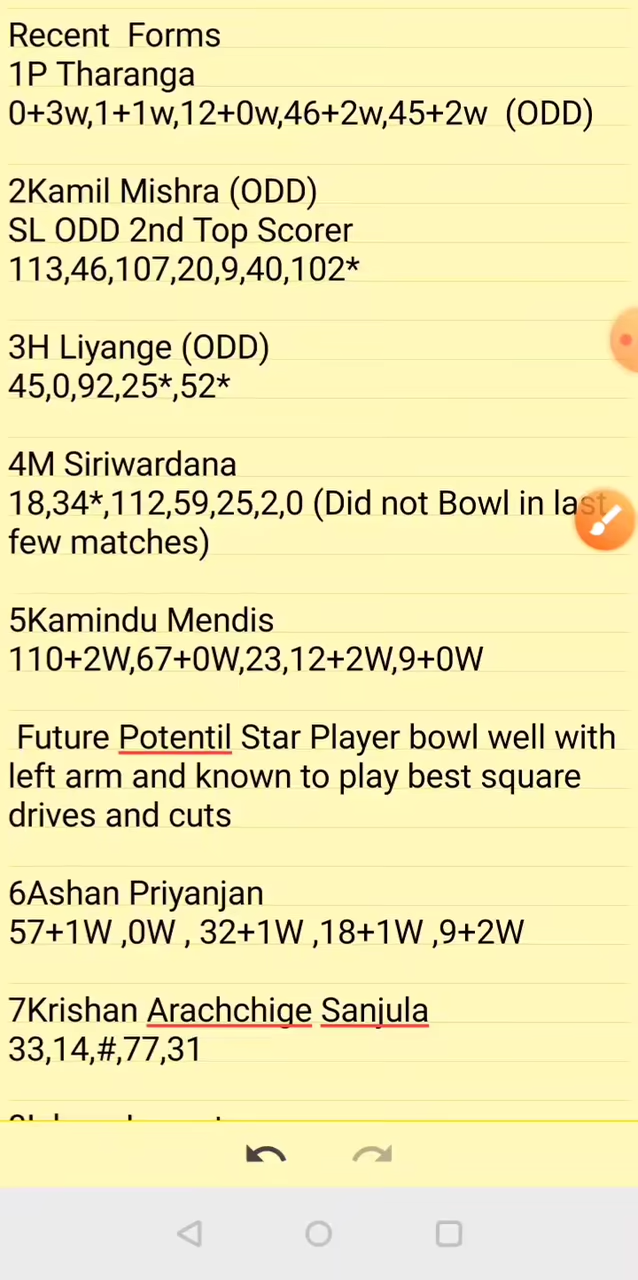 Recent Forms
1P Tharanga
0+3w,1+1w,12+0w,46+2w,45+2w (ODD)
2Kamil Mishra (ODD)
SL ODD 2nd Top Scorer
113,46,107,20,9,40,102*
3H Liyange (ODD)
45,0,92,25*,52*
4M Siriwardana
18,34*,112,59,25,2,0 (Did not Bowl in last
few matches)
5Kamindu Mendis
110+2W,67+0W,23,12+2W,9+0W
Future Potentil Star Player bowl well with
left arm and known to play best square
drives and cuts
6Ashan Priyanjan
57+1W ,0W , 32+1W ,18+1W ,9+2W
7Krishan Arachchige Sanjula
33,14,#,77,31